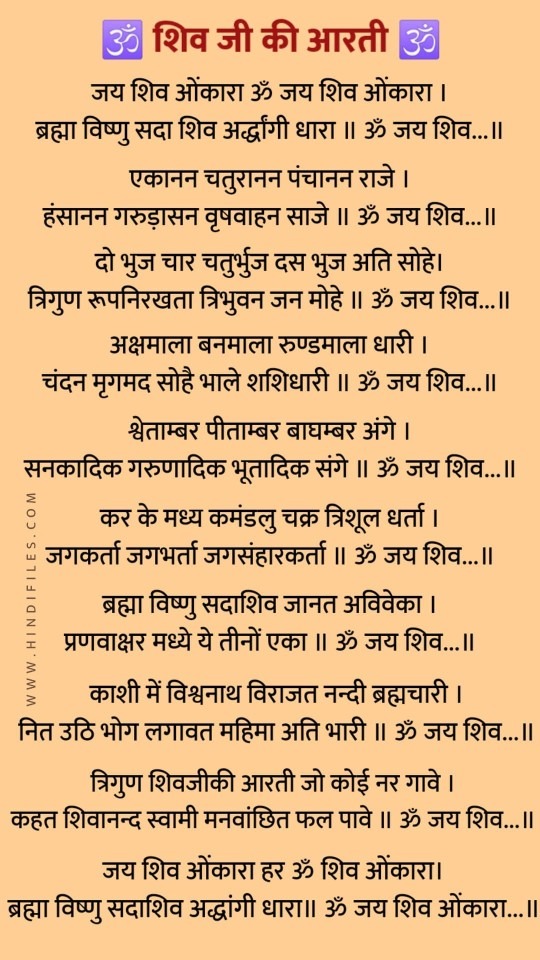 🕉 शिव जी की आरती 🕉
जय शिव ओंकारा ॐ जय शिव ओंकारा ।
ब्रह्मा विष्णु सदा शिव अर्द्धांगी धारा ॥ ॐ जय शिव...॥
एकानन चतुरानन पंचानन राजे ।
हंसानन गरुड़ासन वृषवाहन साजे ॥ ॐ जय शिव...॥
दो भुज चार चतुर्भुज दस भुज अति सोहे।
त्रिगुण रूपनिरखता त्रिभुवन जन मोहे ॥ ॐ जय शिव...॥
अक्षमाला बनमाला रुण्डमाला धारी ।
चंदन मृगमद सोहै भाले शशिधारी ॥ ॐ जय शिव...॥
श्वेताम्बर पीताम्बर बाघम्बर अंगे ।
सनकादिक गरुणादिक भूतादिक संगे ॥ ॐ जय शिव...॥
कर के मध्य कमंडलु चक्र त्रिशूल धर्ता ।
जगकर्ता जगभर्ता जगसंहारकर्ता ॥ ॐ जय शिव...॥
ब्रह्मा विष्णु सदाशिव जानत अविवेका ।
प्रणवाक्षर मध्ये ये तीनों एका ॥ ॐ जय शिव...॥
काशी में विश्वनाथ विराजत नन्दी ब्रह्मचारी ।
नित उठि भोग लगावत महिमा अति भारी ॥ ॐ जय शिव...॥
त्रिगुण शिवजीकी आरती जो कोई नर गावे ।
कहत शिवानन्द स्वामी मनवांछित फल पावे ॥ ॐ जय शिव...॥
जय शिव ओंकारा हर ॐ शिव ओंकारा।
ब्रह्मा विष्णु सदाशिव अद्धांगी धारा॥ ॐ जय शिव ओंकारा...॥
WWW.HINDIFILES.COM